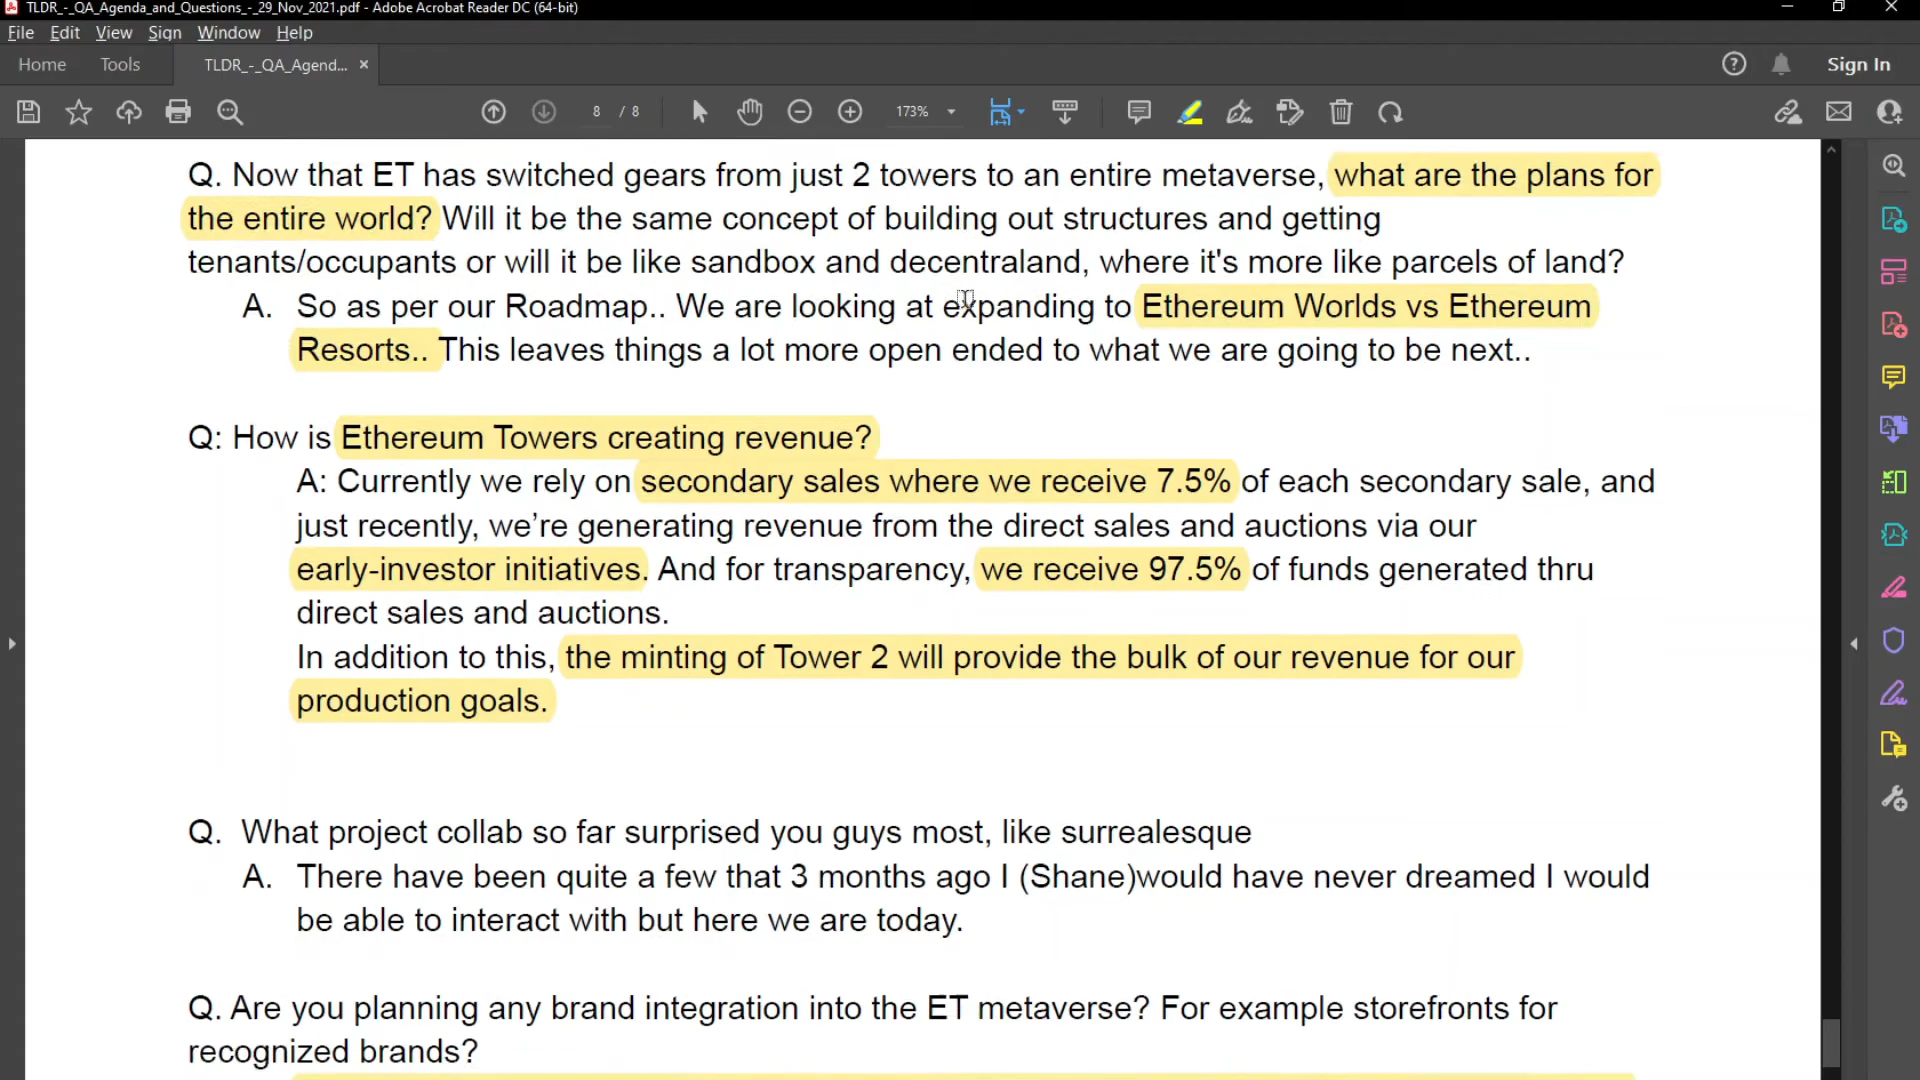 TLDR_-_QA_Agenda_and_Questions_-_29_Nov_2021.pdf - Adobe Acrobat Reader DC (64-bit)
File Edit View Sign Window Help
Home Tools TLDR_-_QA_Agend... × Sign In
8 / 8 173%
Q. Now that ET has switched gears from just 2 towers to an entire metaverse, what are the plans for
the entire world? Will it be the same concept of building out structures and getting
tenants/occupants or will it be like sandbox and decentraland, where it's more like parcels of land?
A. So as per our Roadmap.. We are looking at expanding to Ethereum Worlds vs Ethereum
Resorts.. This leaves things a lot more open ended to what we are going to be next..
Q: How is Ethereum Towers creating revenue?
A: Currently we rely on secondary sales where we receive 7.5% of each secondary sale, and
just recently, we’re generating revenue from the direct sales and auctions via our
early-investor initiatives. And for transparency, we receive 97.5% of funds generated thru
direct sales and auctions.
In addition to this, the minting of Tower 2 will provide the bulk of our revenue for our
production goals.
Q. What project collab so far surprised you guys most, like surrealesque
A. There have been quite a few that 3 months ago I (Shane)would have never dreamed I would
be able to interact with but here we are today.
Q. Are you planning any brand integration into the ET metaverse? For example storefronts for
recognized brands?